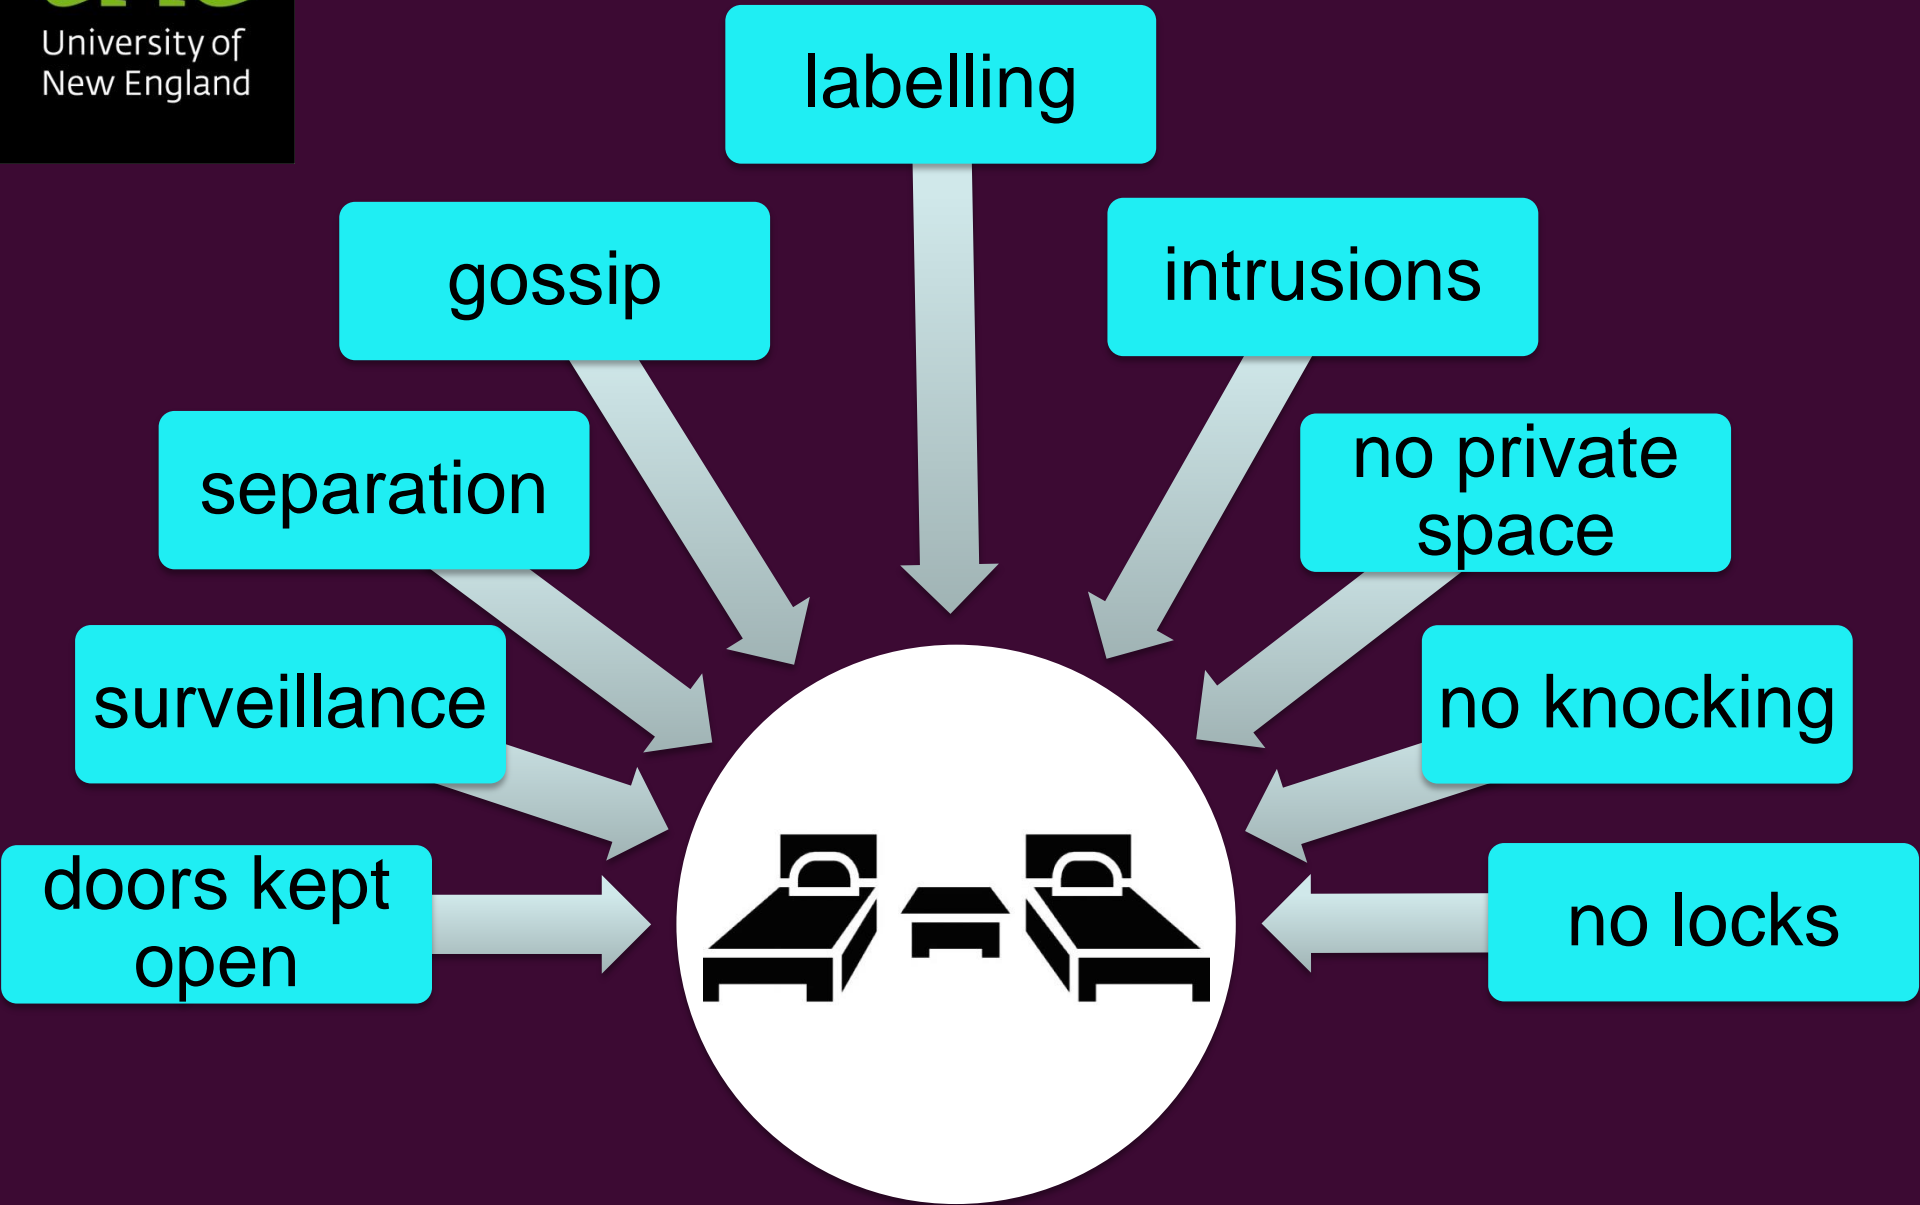 University of
New England
labelling
gossip
intrusions
separation
no private
space
surveillance
no knocking
doors kept
open
no locks